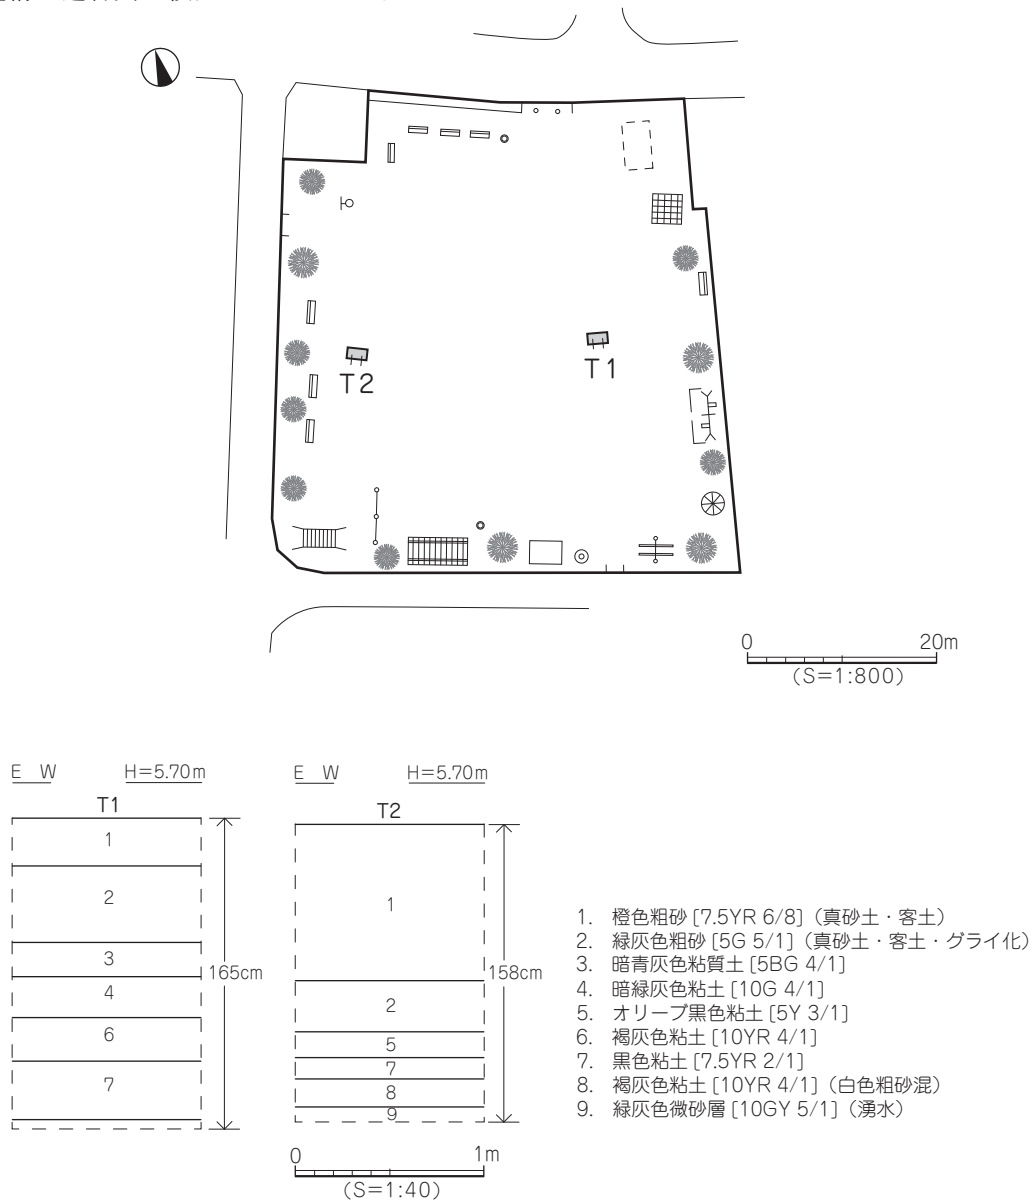 T2
T1
0 20m
(S=1:800)
E W H=5.70m
T1
1
2
3
4
6
7
165cm
E W H=5.70m
T2
1
2
5
7
8
9
158cm
0 1m
(S=1:40)
1. 橙色粗砂 [7.5YR 6/8]（真砂土・客土）
2. 緑灰色粗砂 [5G 5/1]（真砂土・客土・グライ化）
3. 暗青灰色粘質土 [5BG 4/1]
4. 暗緑灰色粘土 [10G 4/1]
5. オリーブ黒色粘土 [5Y 3/1]
6. 褐灰色粘土 [10YR 4/1]
7. 黒色粘土 [7.5YR 2/1]
8. 褐灰色粘土 [10YR 4/1]（白色粗砂混）
9. 緑灰色微砂層 [10GY 5/1]（湧水）